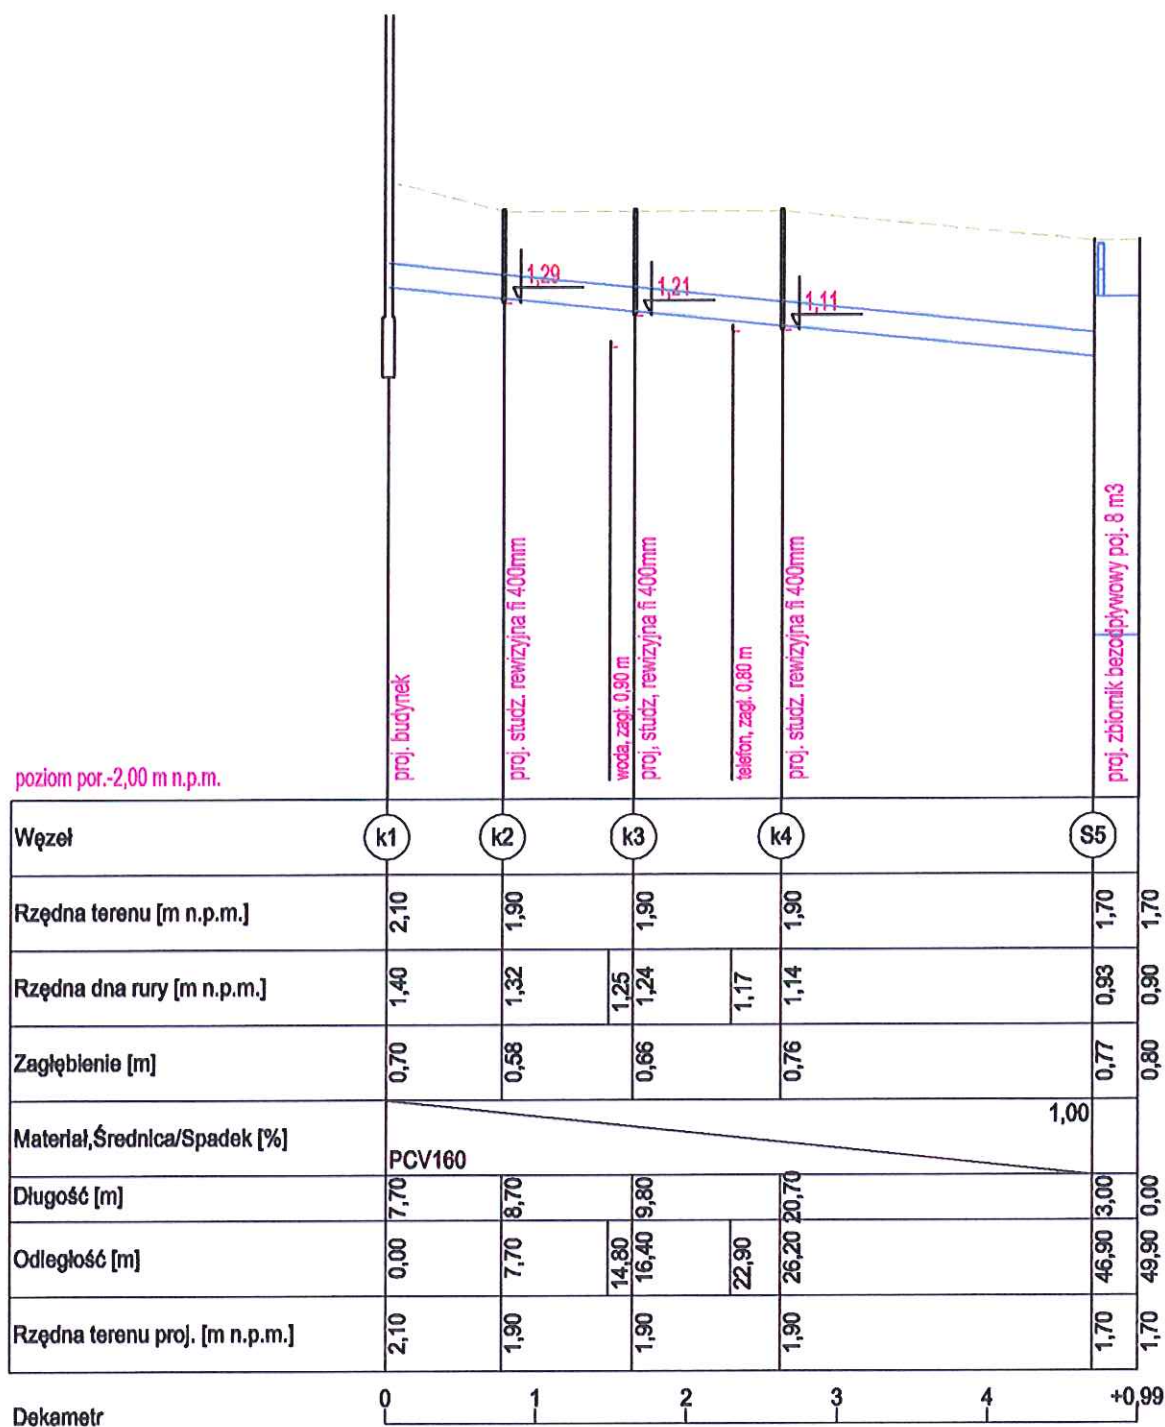 1,29
1,21
1,11
proj. budynek
proj. studz. rewizyjna fi 400mm
woda, zagł. 0,90 m
proj, studz, rewizyjna fi 400mm
telefon, zagł. 0,80 m
proj. studz. rewizyjna fi 400mm
proj. zbiornik bezodpływowy poj. 8 m3
poziom por.-2,00 m n.p.m.
Węzeł k1 k2 k3 k4 S5
Rzędna terenu [m n.p.m.] 2,10 1,90 1,90 1,90 1,70 1,70
Rzędna dna rury [m n.p.m.] 1,40 1,32 1,25 1,24 1,17 1,14 0,93 0,90
Zagłębienie [m] 0,70 0,58 0,66 0,76 0,77 0,80
Materiał,Średnica/Spadek [%] PCV160 1,00
Długość [m] 7,70 8,70 9,80 20,70 3,00 0,00
Odległość [m] 0,00 7,70 14,80 16,40 22,90 26,20 46,90 49,90
Rzędna terenu proj. [m n.p.m.] 2,10 1,90 1,90 1,90 1,70 1,70
Dekametr 0 1 2 3 4 +0,99